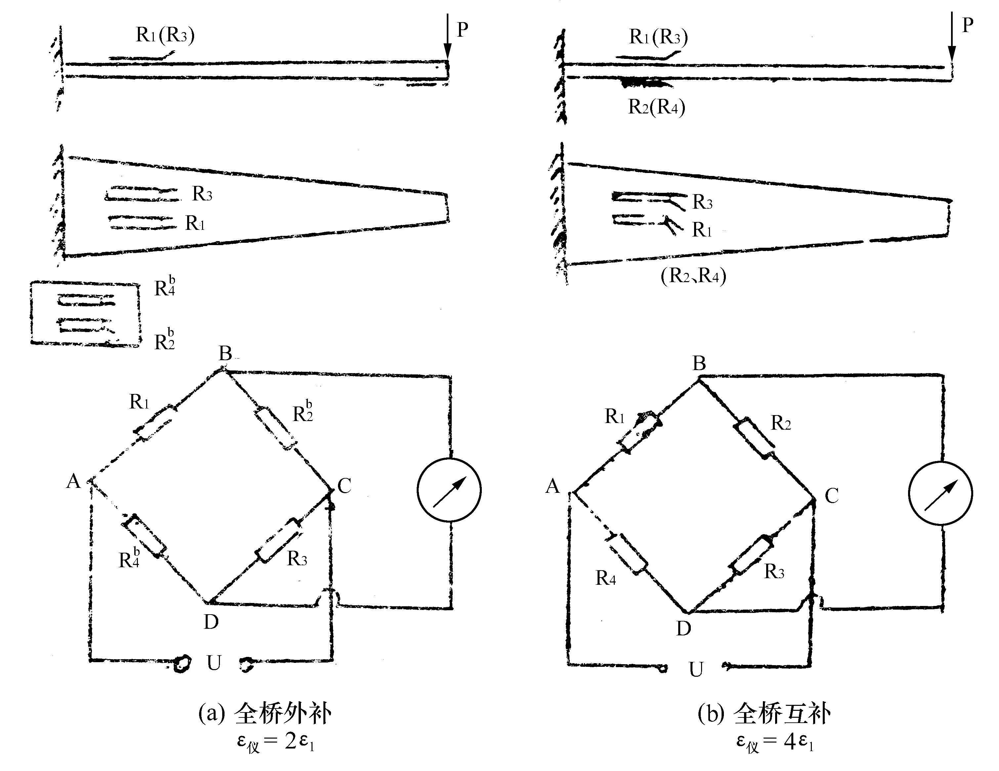 R1(R3)
P
R3
R1
R4b
R2b
B
R1
R2b
A
C
R4b
R3
D
U
(a) 全桥外补
ε仪 = 2ε1
R1(R3)
P
R2(R4)
R3
R1
(R2、R4)
B
R1
R2
A
C
R4
R3
D
U
(b) 全桥互补
ε仪 = 4ε1